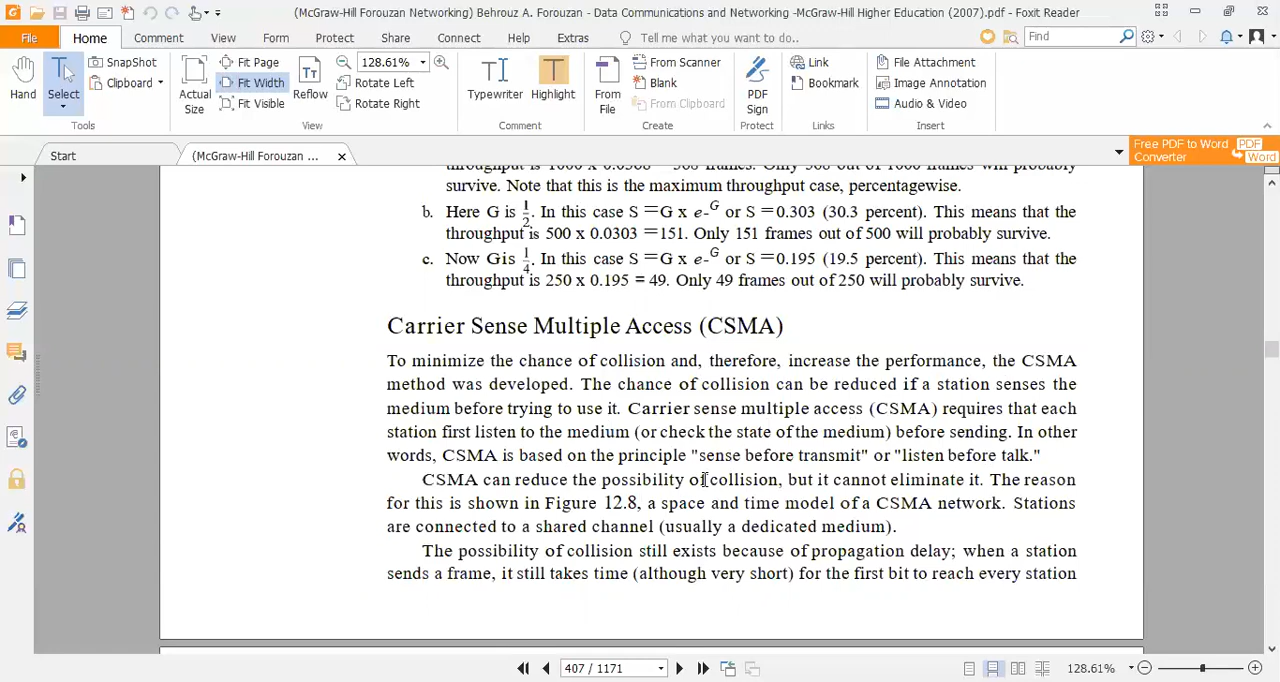 (McGraw-Hill Forouzan Networking) Behrouz A. Forouzan - Data Communications and Networking -McGraw-Hill Higher Education (2007).pdf - Foxit Reader
File Home Comment View Form Protect Share Connect Help Extras Tell me what you want to do... Find
Hand Select SnapShot Clipboard Actual Size Fit Page Fit Width Fit Visible Reflow 128.61% Rotate Left Rotate Right Typewriter Highlight From File From Scanner Blank From Clipboard PDF Sign Link Bookmark File Attachment Image Annotation Audio & Video
Tools View Comment Create Protect Links Insert
Start (McGraw-Hill Forouzan ... Free PDF to Word Converter PDF Word
survive. Note that this is the maximum throughput case, percentagewise.
b. Here G is 1/2. In this case S =G x e-G or S =0.303 (30.3 percent). This means that the
throughput is 500 x 0.0303 =151. Only 151 frames out of 500 will probably survive.
c. Now Gis 1/4. In this case S =G x e-G or S =0.195 (19.5 percent). This means that the
throughput is 250 x 0.195 = 49. Only 49 frames out of 250 will probably survive.
Carrier Sense Multiple Access (CSMA)
To minimize the chance of collision and, therefore, increase the performance, the CSMA
method was developed. The chance of collision can be reduced if a station senses the
medium before trying to use it. Carrier sense multiple access (CSMA) requires that each
station first listen to the medium (or check the state of the medium) before sending. In other
words, CSMA is based on the principle "sense before transmit" or "listen before talk."
CSMA can reduce the possibility of collision, but it cannot eliminate it. The reason
for this is shown in Figure 12.8, a space and time model of a CSMA network. Stations
are connected to a shared channel (usually a dedicated medium).
The possibility of collision still exists because of propagation delay; when a station
sends a frame, it still takes time (although very short) for the first bit to reach every station
407 / 1171 128.61%